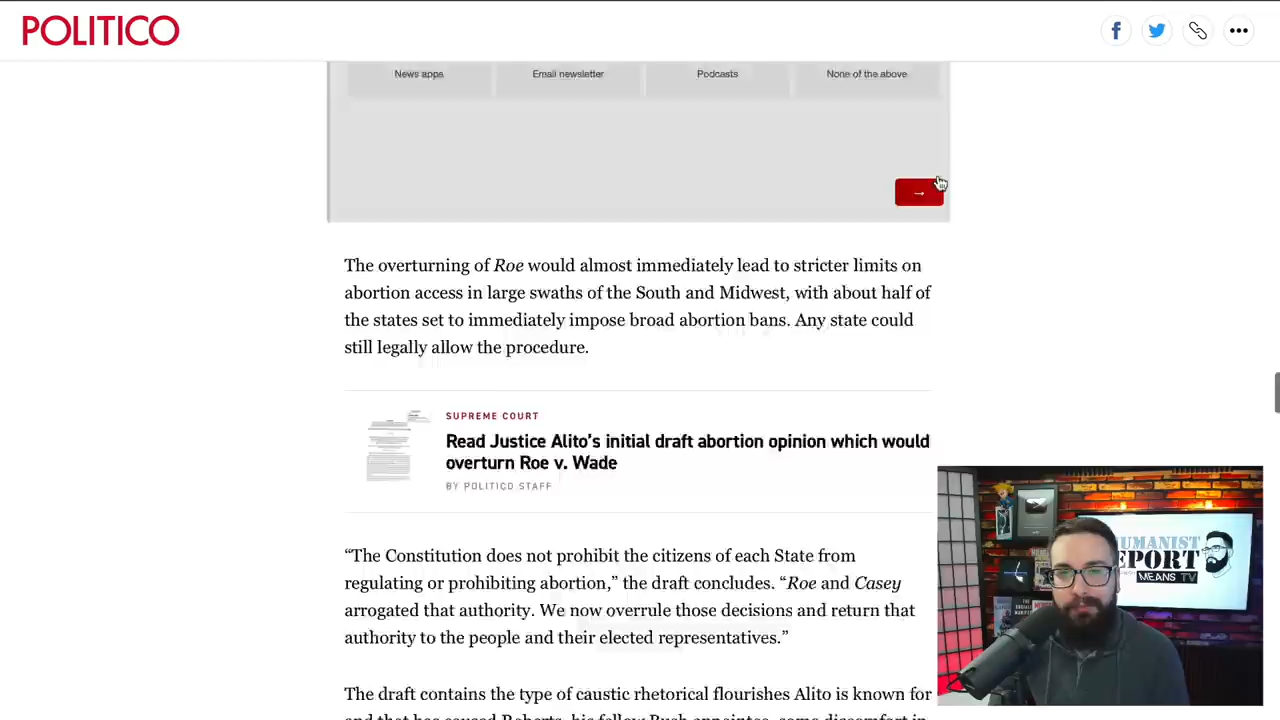 POLITICO
News apps
Email newsletter
Podcasts
None of the above
→
The overturning of Roe would almost immediately lead to stricter limits on
abortion access in large swaths of the South and Midwest, with about half of
the states set to immediately impose broad abortion bans. Any state could
still legally allow the procedure.
SUPREME COURT
Read Justice Alito’s initial draft abortion opinion which would
overturn Roe v. Wade
BY POLITICO STAFF
“The Constitution does not prohibit the citizens of each State from
regulating or prohibiting abortion,” the draft concludes. “Roe and Casey
arrogated that authority. We now overrule those decisions and return that
authority to the people and their elected representatives.”
The draft contains the type of caustic rhetorical flourishes Alito is known for
and that has caused Roberts, his fellow Bush appointee, some discomfort in
UMANIST
EPORT
MEANS TV